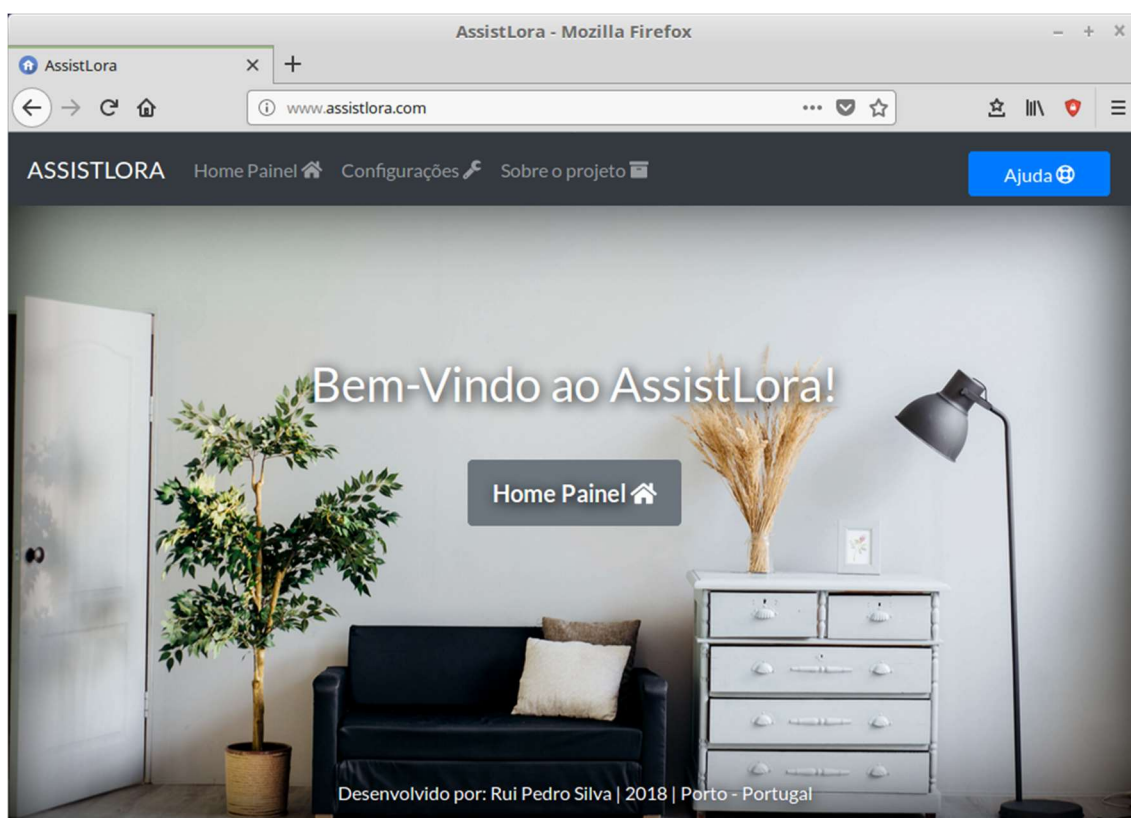 AssistLora - Mozilla Firefox
AssistLora
www.assistlora.com
ASSISTLORA Home Painel Configurações Sobre o projeto Ajuda
Bem-Vindo ao AssistLora!
Home Painel
Desenvolvido por: Rui Pedro Silva | 2018 | Porto - Portugal